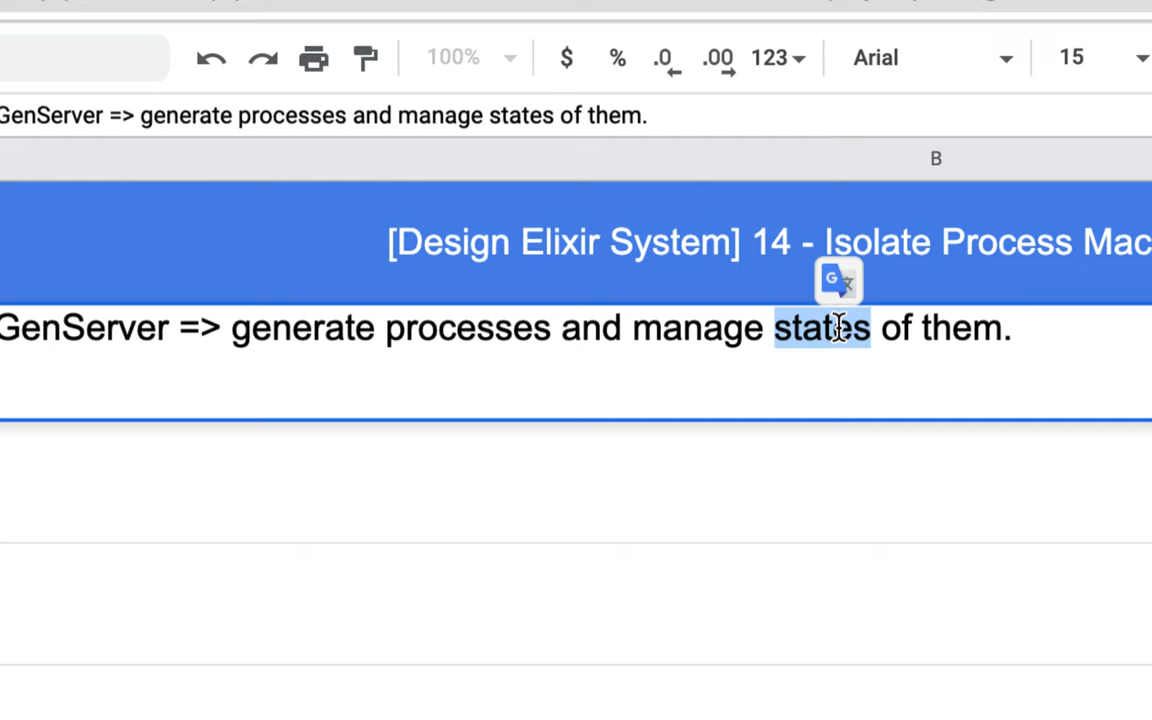 100% $ % .0 .00 123 Arial 15
GenServer => generate processes and manage states of them.
B
[Design Elixir System] 14 - Isolate Process Mac
GenServer => generate processes and manage states of them.